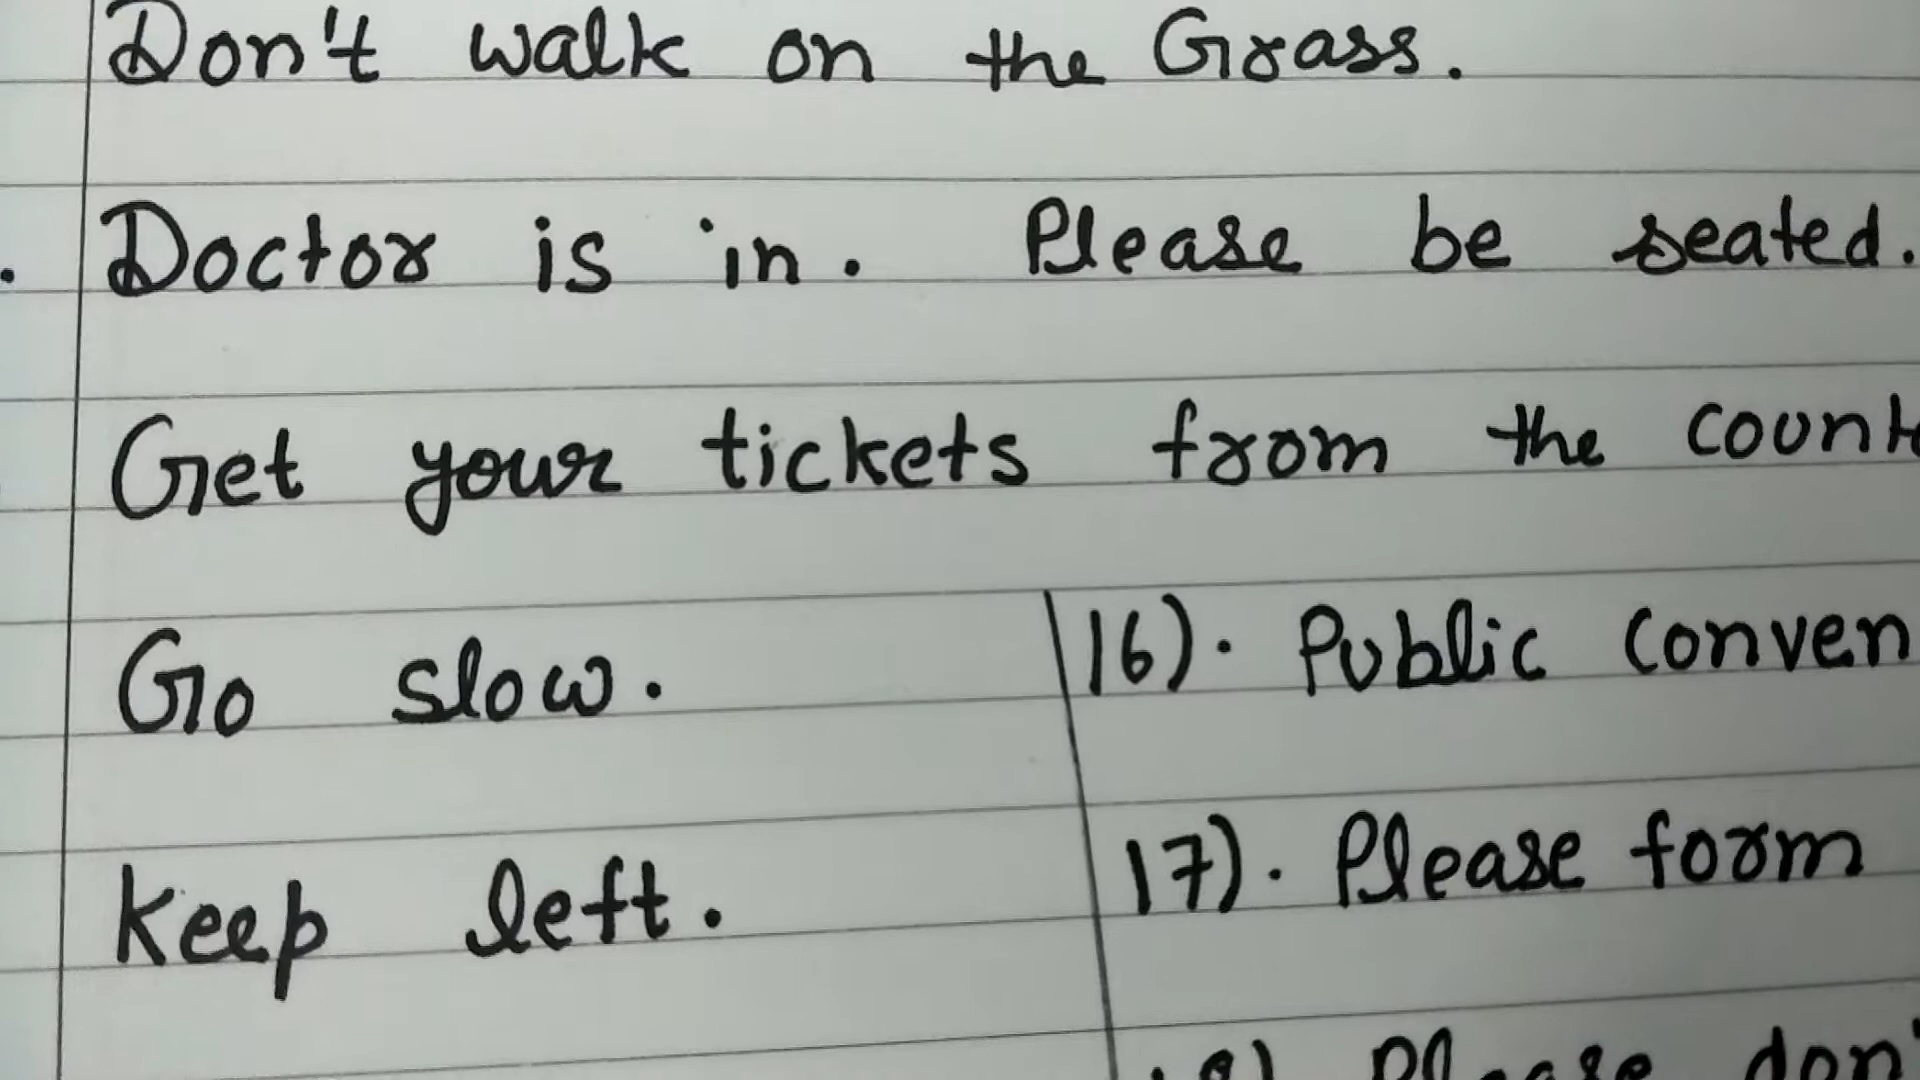 Don't walk on the Grass.
Doctor is in. Please be seated.
Get your tickets from the
Go slow.
16). Public
Keep left.
17). Please form
Please